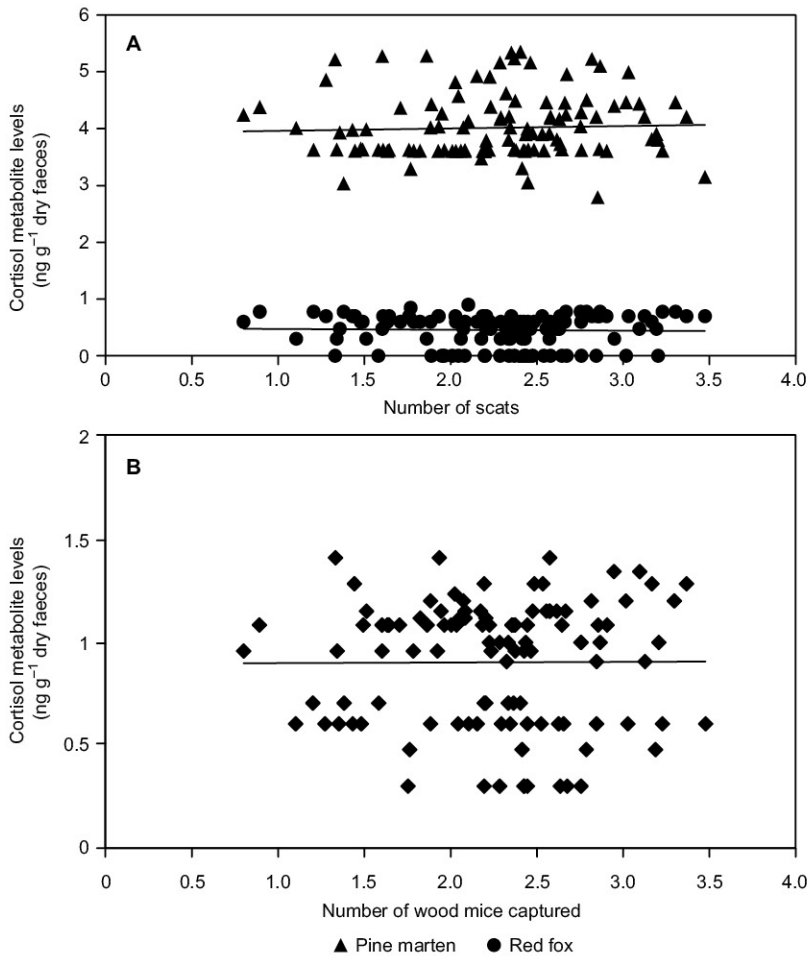 6
A
5
4
3
2
1
0
Cortisol metabolite levels
(ng g⁻¹ dry faeces)
0 0.5 1.0 1.5 2.0 2.5 3.0 3.5 4.0
Number of scats
2
B
1.5
1
0.5
0
Cortisol metabolite levels
(ng g⁻¹ dry faeces)
0 0.5 1.0 1.5 2.0 2.5 3.0 3.5 4.0
Number of wood mice captured
Pine marten Red fox